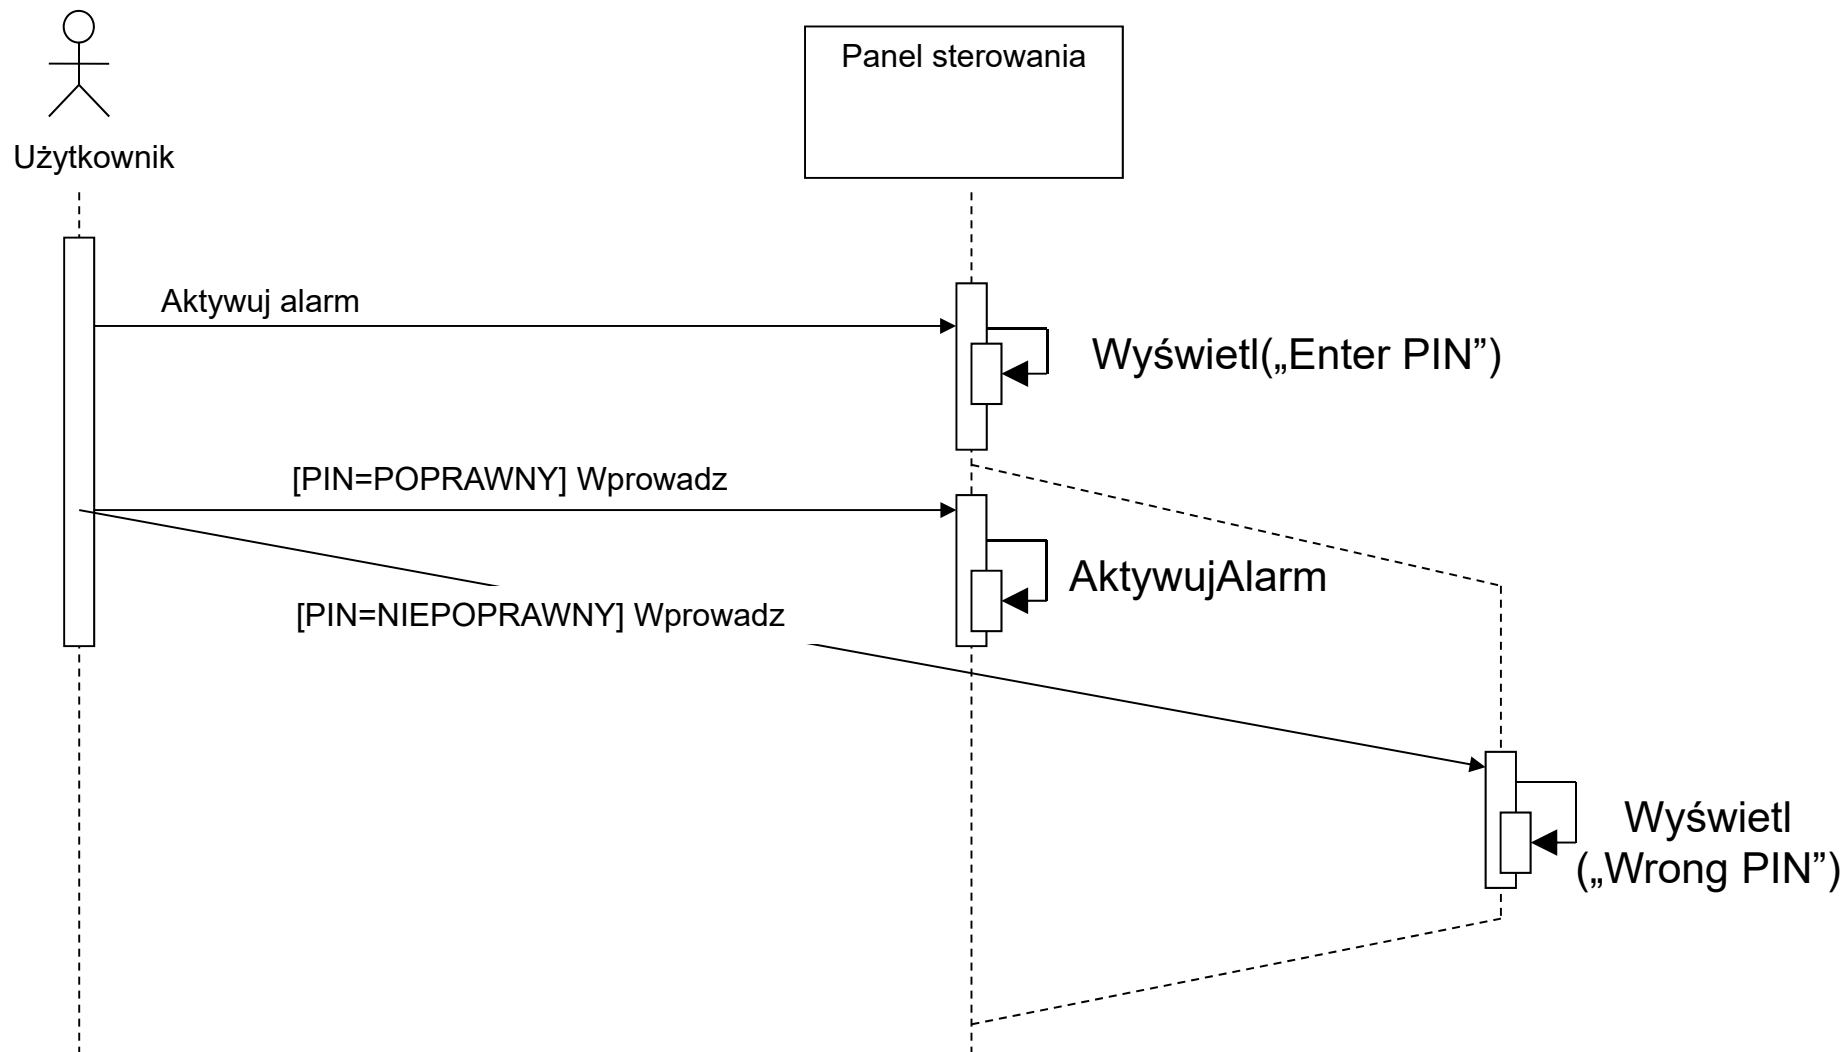 Panel sterowania
Użytkownik
Aktywuj alarm
Wyświetl(„Enter PIN”)
[PIN=POPRAWNY] Wprowadz
AktywujAlarm
[PIN=NIEPOPRAWNY] Wprowadz
Wyświetl
(„Wrong PIN”)